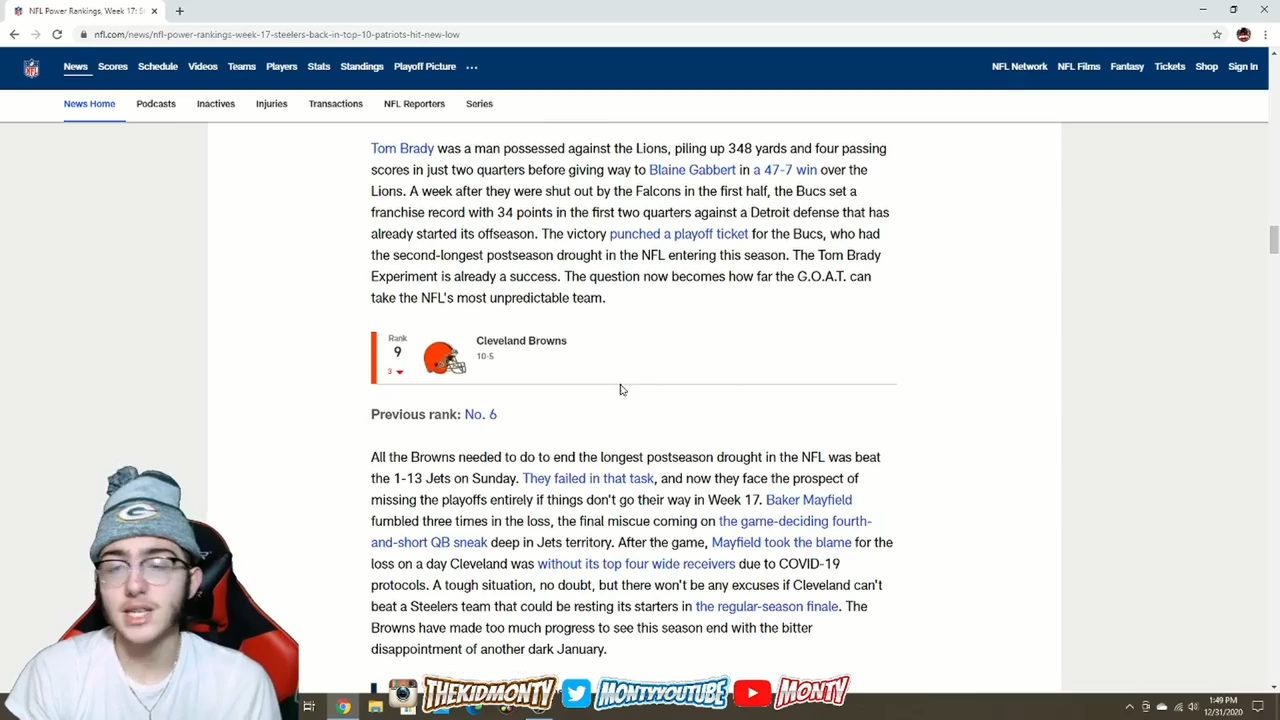 NFL Power Rankings, Week 17: S
nfl.com/news/nfl-power-rankings-week-17-steelers-back-in-top-10-patriots-hit-new-low
News Scores Schedule Videos Teams Players Stats Standings Playoff Picture ... NFL Network NFL Films Fantasy Tickets Shop Sign In
News Home Podcasts Inactives Injuries Transactions NFL Reporters Series
Tom Brady was a man possessed against the Lions, piling up 348 yards and four passing
scores in just two quarters before giving way to Blaine Gabbert in a 47-7 win over the
Lions. A week after they were shut out by the Falcons in the first half, the Bucs set a
franchise record with 34 points in the first two quarters against a Detroit defense that has
already started its offseason. The victory punched a playoff ticket for the Bucs, who had
the second-longest postseason drought in the NFL entering this season. The Tom Brady
Experiment is already a success. The question now becomes how far the G.O.A.T. can
take the NFL's most unpredictable team.
Rank
9
3
Cleveland Browns
10-5
Previous rank: No. 6
All the Browns needed to do to end the longest postseason drought in the NFL was beat
the 1-13 Jets on Sunday. They failed in that task, and now they face the prospect of
missing the playoffs entirely if things don't go their way in Week 17. Baker Mayfield
fumbled three times in the loss, the final miscue coming on the game-deciding fourth-
and-short QB sneak deep in Jets territory. After the game, Mayfield took the blame for the
loss on a day Cleveland was without its top four wide receivers due to COVID-19
protocols. A tough situation, no doubt, but there won't be any excuses if Cleveland can't
beat a Steelers team that could be resting its starters in the regular-season finale. The
Browns have made too much progress to see this season end with the bitter
disappointment of another dark January.
THEKIDMONTY MONTYYOUTUBE MONTY
1:49 PM
12/31/2020